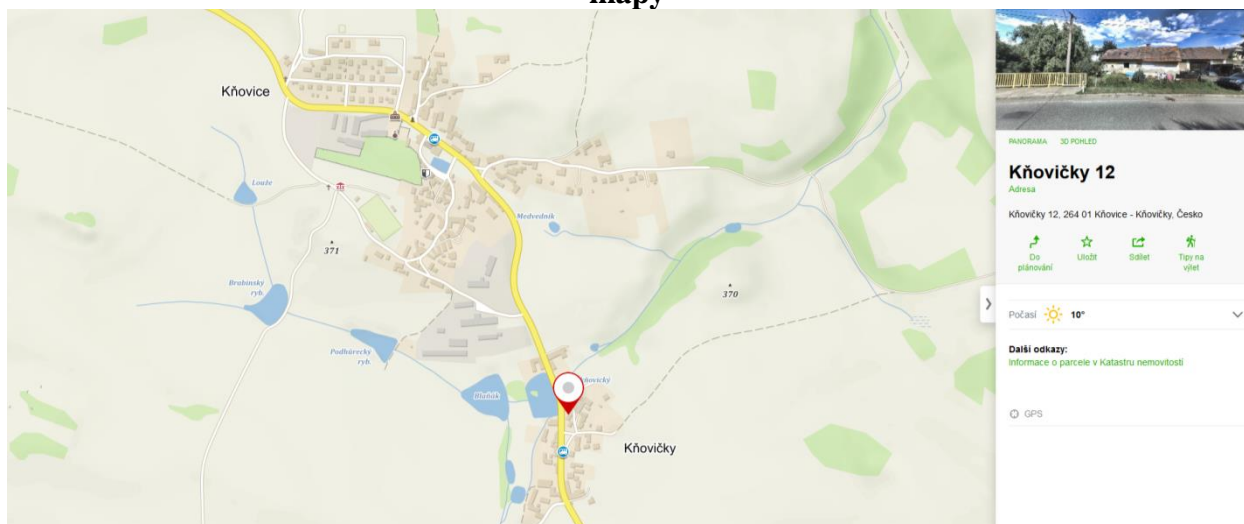 mapy
Kňovice
Louže
371
Medvedník
Brabínský
ryb.
370
Podhůrecký
ryb.
Blaňák
Kňovičky
PANORAMA 3D POHLED
Kňovičky 12
Adresa
Kňovičky 12, 264 01 Kňovice - Kňovičky, Česko
Do plánování
Uložit
Sdílet
Tipy na výlet
Počasí 10°
Další odkazy:
Informace o parcele v Katastru nemovitostí
GPS